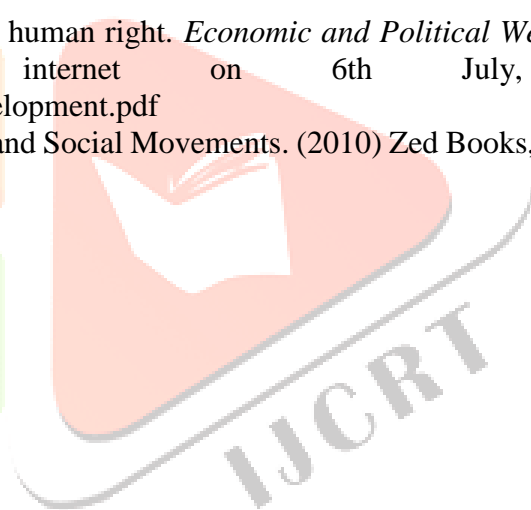 human right. Economic and Political We
internet on 6th July,
elopment.pdf
and Social Movements. (2010) Zed Books,
IJCRT